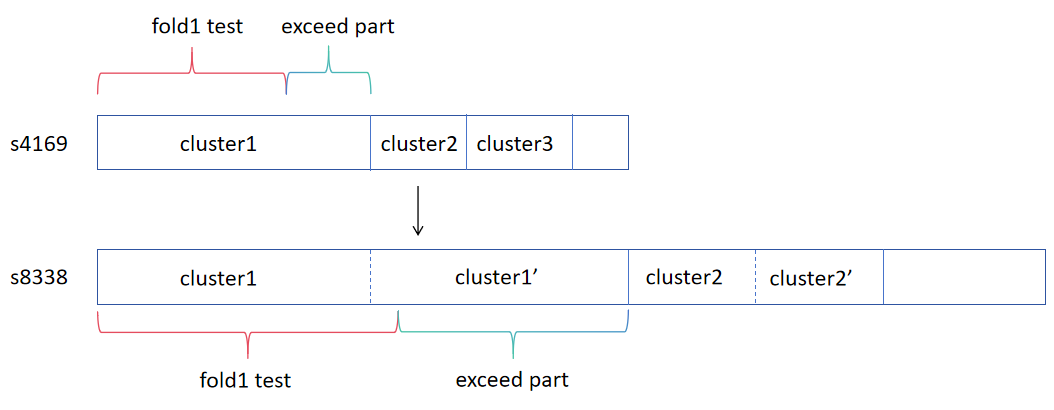 fold1 test exceed part
s4169 cluster1 cluster2 cluster3
s8338 cluster1 cluster1’ cluster2 cluster2’
fold1 test exceed part